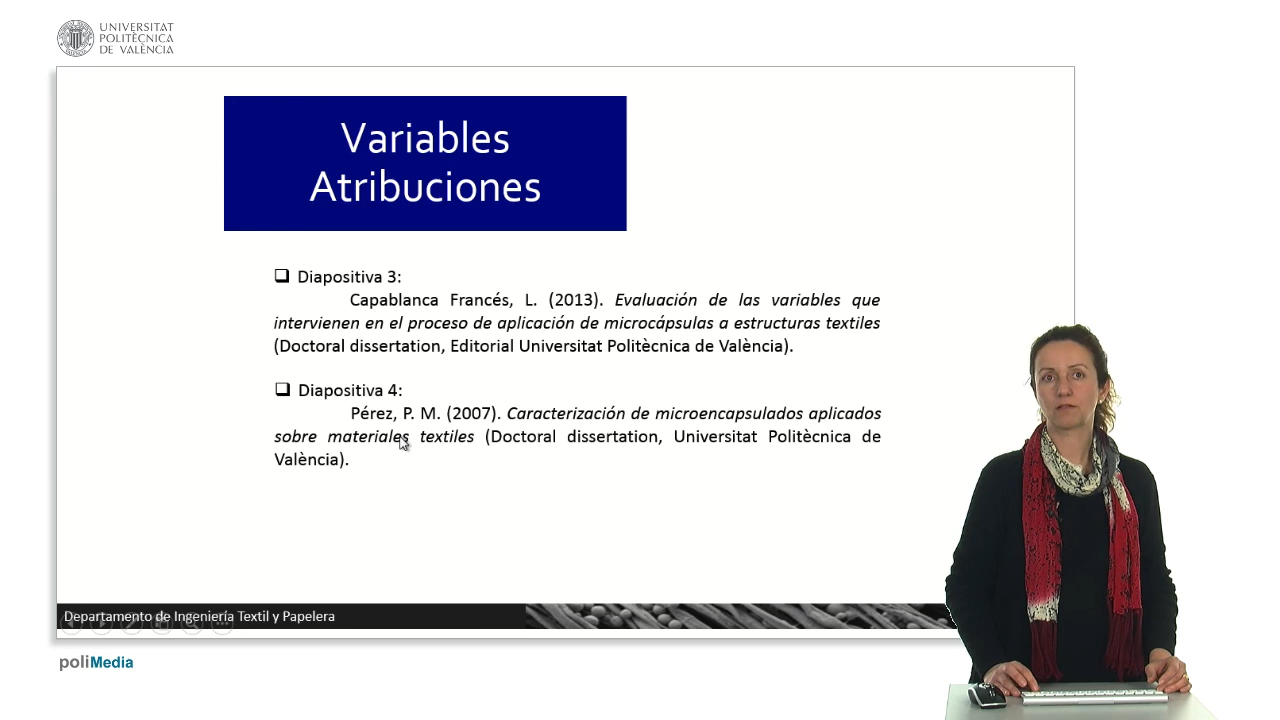 UNIVERSITAT
POLITÈCNICA
DE VALÈNCIA
Variables
Atribuciones
Diapositiva 3:
Capablanca Francés, L. (2013). Evaluación de las variables que
intervienen en el proceso de aplicación de microcápsulas a estructuras textiles
(Doctoral dissertation, Editorial Universitat Politècnica de València).
Diapositiva 4:
Pérez, P. M. (2007). Caracterización de microencapsulados aplicados
sobre materiales textiles (Doctoral dissertation, Universitat Politècnica de
València).
Departamento de Ingeniería Textil y Papelera
poliMedia